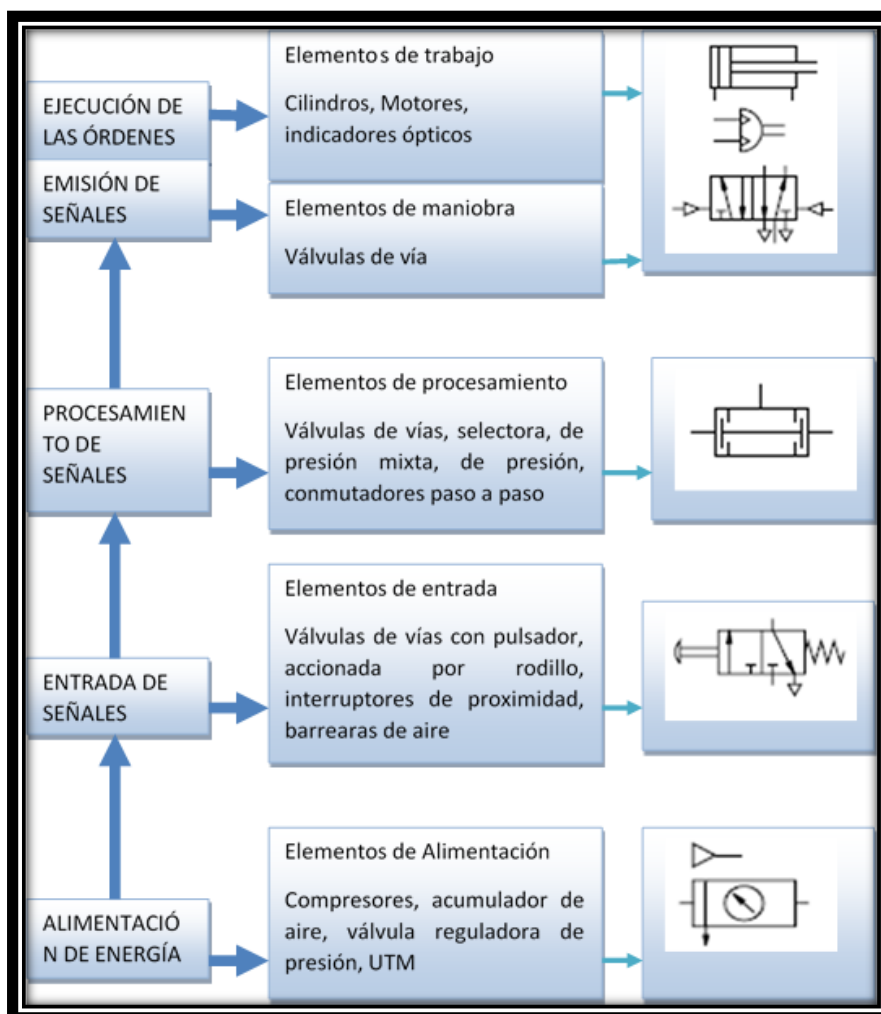 Elementos de trabajo
Cilindros, Motores,
indicadores ópticos
EJECUCIÓN DE
LAS ÓRDENES
EMISIÓN DE
SEÑALES
Elementos de maniobra
Válvulas de vía
Elementos de procesamiento
Válvulas de vías, selectora, de
presión mixta, de presión,
conmutadores paso a paso
PROCESAMIEN
TO DE
SEÑALES
Elementos de entrada
Válvulas de vías con pulsador,
accionada por rodillo,
interruptores de proximidad,
barrearas de aire
ENTRADA DE
SEÑALES
Elementos de Alimentación
Compresores, acumulador de
aire, válvula reguladora de
presión, UTM
ALIMENTACIÓ
N DE ENERGÍA